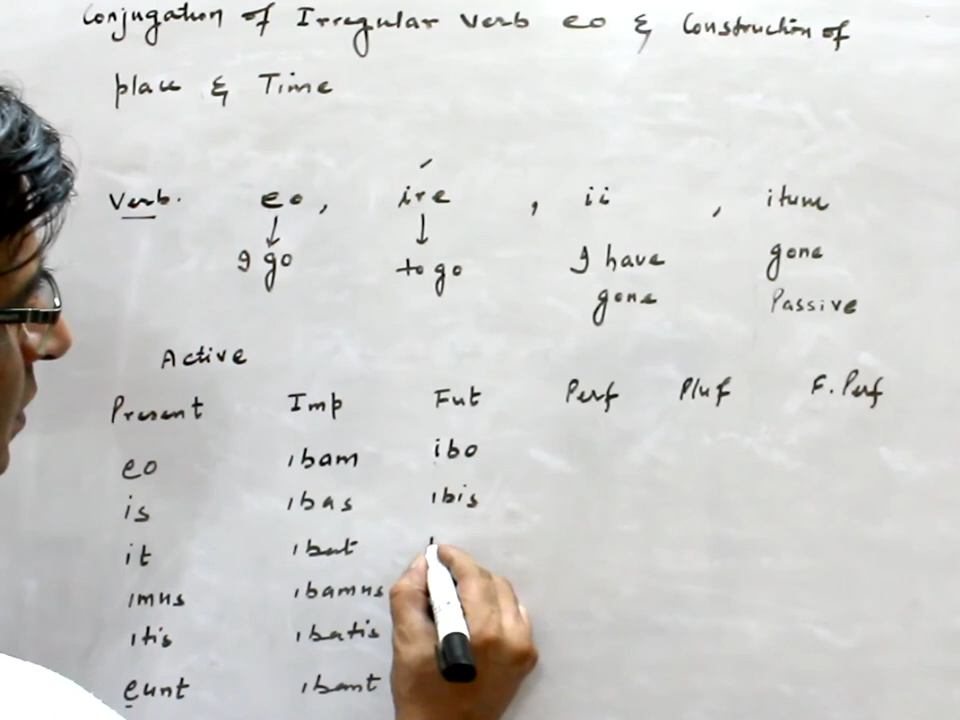 Conjugation of Irregular Verb eo & Construction of
place & Time
Verb. eo, ire, ii, itum
I go to go I have gone
gone Passive
Active
Present Imp Fut Perf Pluf F. Perf
eo ibam ibo
is ibas ibis
it ibat
imus ibamus
itis ibatis
eunt ibant